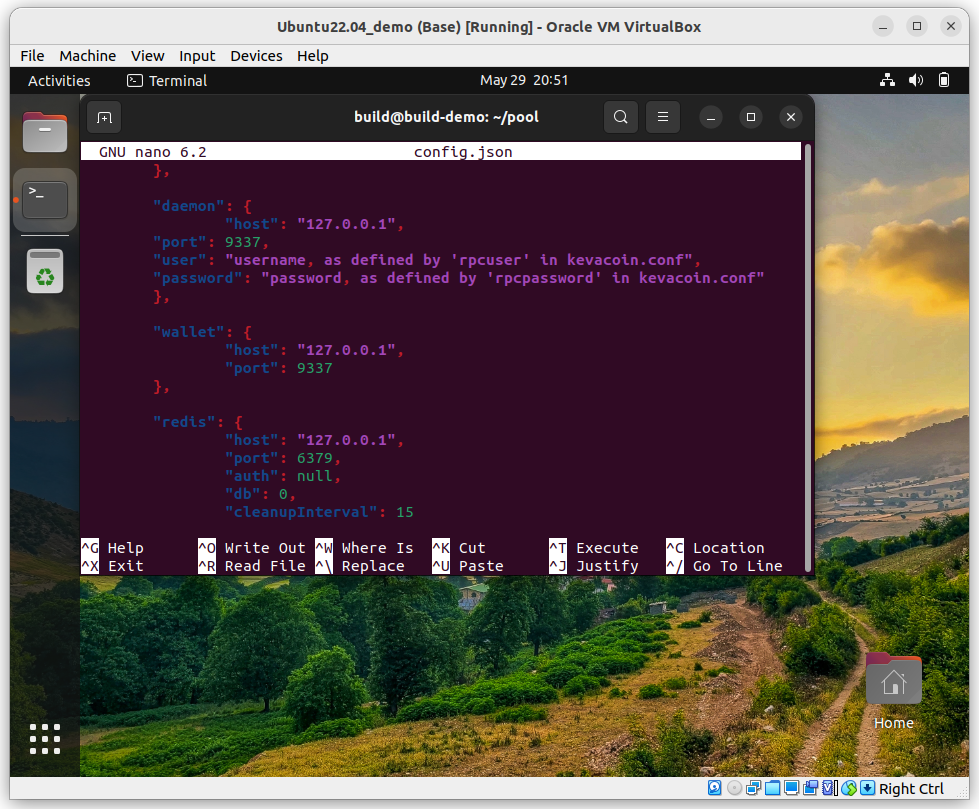 Ubuntu22.04_demo (Base) [Running] - Oracle VM VirtualBox
File Machine View Input Devices Help
Activities Terminal May 29 20:51
build@build-demo: ~/pool
GNU nano 6.2 config.json
},
"daemon": {
"host": "127.0.0.1",
"port": 9337,
"user": "username, as defined by 'rpcuser' in kevacoin.conf",
"password": "password, as defined by 'rpcpassword' in kevacoin.conf"
},
"wallet": {
"host": "127.0.0.1",
"port": 9337
},
"redis": {
"host": "127.0.0.1",
"port": 6379,
"auth": null,
"db": 0,
"cleanupInterval": 15
^G Help ^O Write Out ^W Where Is ^K Cut ^T Execute ^C Location
^X Exit ^R Read File ^\ Replace ^U Paste ^J Justify ^/ Go To Line
Home
Right Ctrl